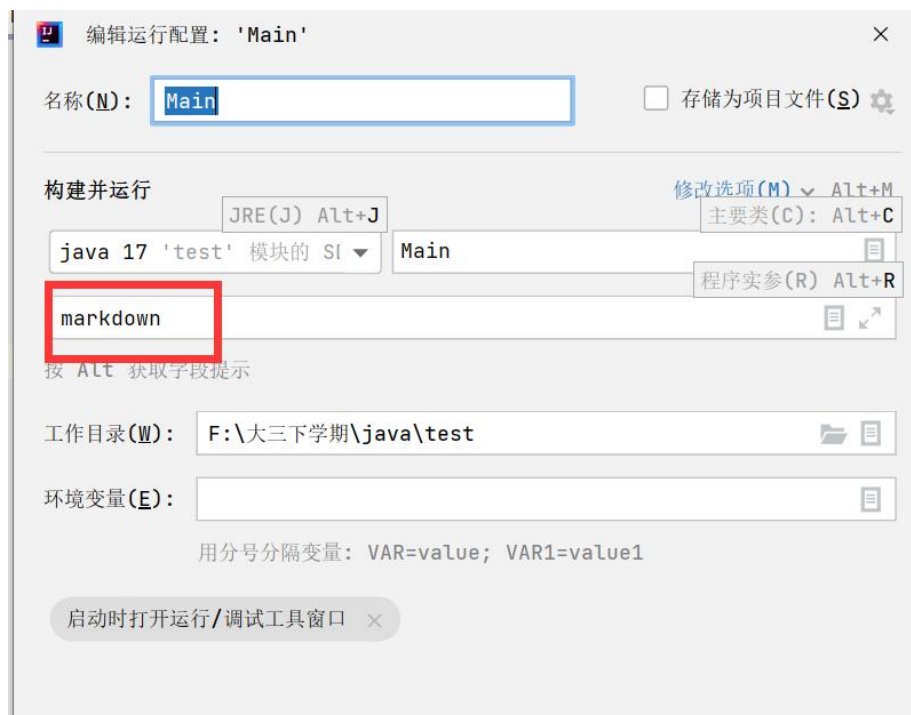 编辑运行配置: 'Main'
名称(N): Main 存储为项目文件(S)
构建并运行 修改选项(M) Alt+M
JRE(J) Alt+J 主要类(C): Alt+C
java 17 'test' 模块的 Main
程序实参(R) Alt+R
markdown
按 Alt 获取字段提示
工作目录(W): F:\大三下学期\java\test
环境变量(E):
用分号分隔变量: VAR=value; VAR1=value1
启动时打开运行/调试工具窗口